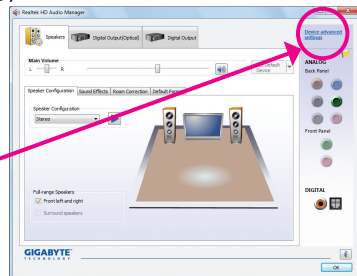 Realtek HD Audio Manager
Speakers
Digital Output(Optical)
Digital Output
Device advanced
settings
Main Volume
L
R
Default
Device
ANALOG
Back Panel
Speaker Configuration
Sound Effects
Room Correction
Default Format
Speaker Configuration
Stereo
Front Panel
Full-range Speakers
Front left and right
Surround speakers
DIGITAL
GIGABYTE
TECHNOLOGY
OK